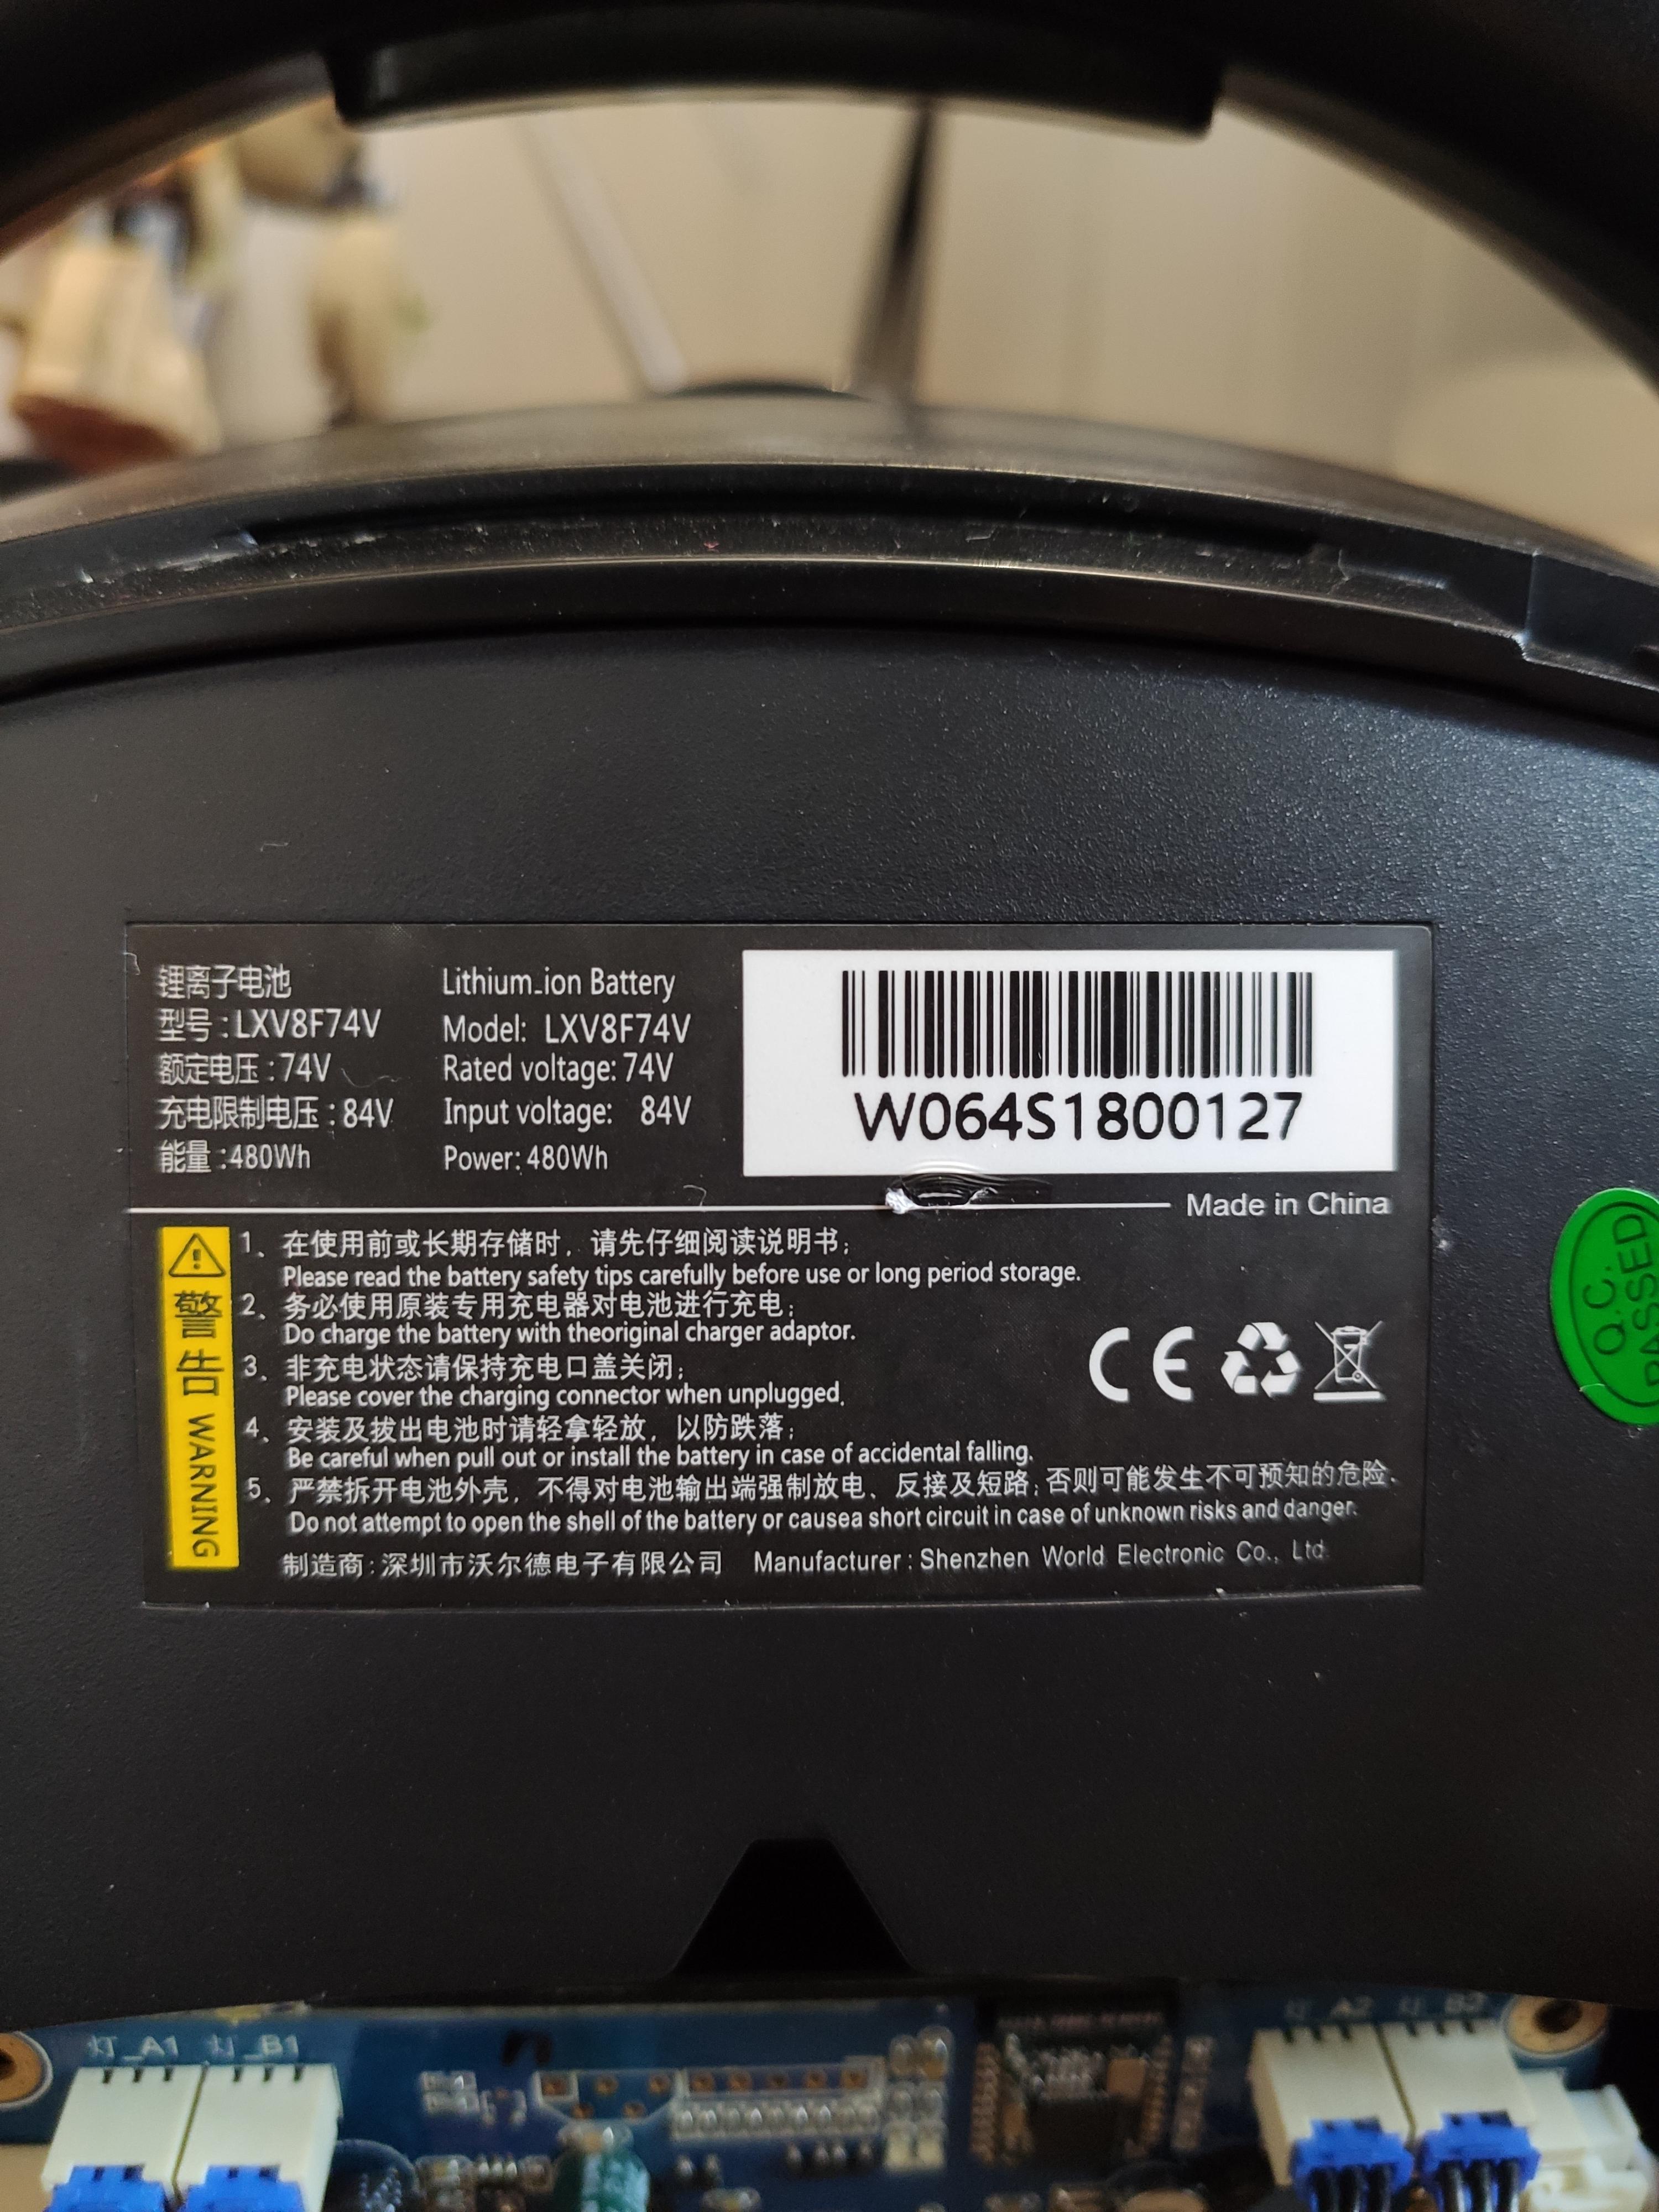 锂离子电池
型号:LXV8F74V
额定电压:74V
充电限制电压:84V
能量:480Wh
Lithium_ion Battery
Model: LXV8F74V
Rated voltage: 74V
Input voltage: 84V
Power: 480Wh
W064S1800127
Made in China
警告 WARNING
1、在使用前或长期存储时，请先仔细阅读说明书;
Please read the battery safety tips carefully before use or long period storage.
2、务必使用原装专用充电器对电池进行充电;
Do charge the battery with theoriginal charger adaptor.
3、非充电状态请保持充电口盖关闭;
Please cover the charging connector when unplugged.
4、安装及拔出电池时请轻拿轻放，以防跌落;
Be careful when pull out or install the battery in case of accidental falling.
5、严禁拆开电池外壳，不得对电池输出端强制放电、反接及短路;否则可能发生不可预知的危险.
Do not attempt to open the shell of the battery or causea short circuit in case of unknown risks and danger.
制造商:深圳市沃尔德电子有限公司 Manufacturer: Shenzhen World Electronic Co., Ltd.
CE
Q.C.
PASSED
灯_A1 灯_B1
灯_A2 灯_B2